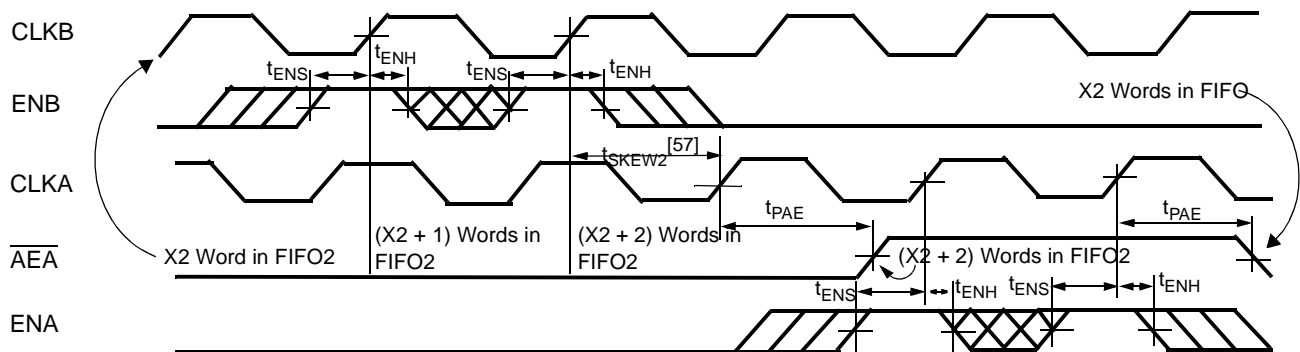 CLKB
tENH
tENS
tENS
tENH
X2 Words in FIFO
ENB
tSKEW2[57]
CLKA
tPAE
tPAE
X2 Word in FIFO2
(X2 + 1) Words in
FIFO2
(X2 + 2) Words in
FIFO2
AEA
(X2 + 2) Words in FIFO2
tENS
tENH
tENS
tENH
ENA